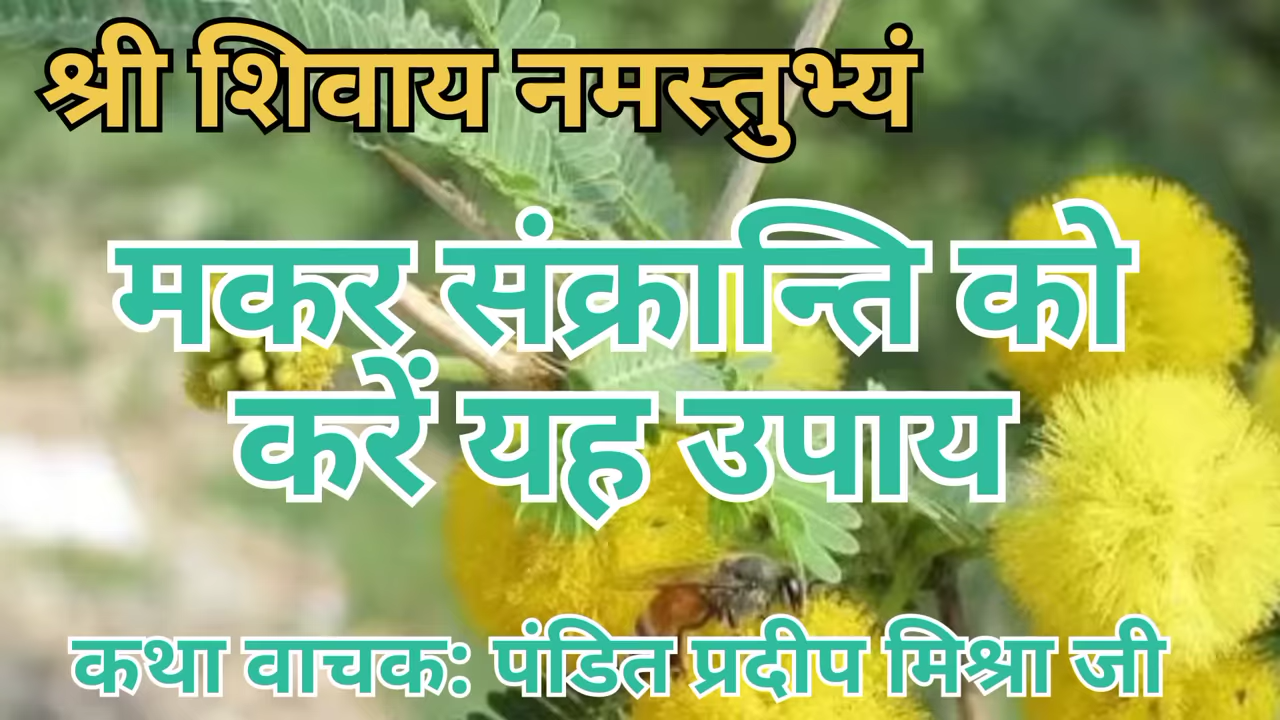 श्री शिवाय नमस्तुभ्यं
मकर संक्रान्ति को
करें यह उपाय
कथा वाचक: पंडित प्रदीप मिश्रा जी